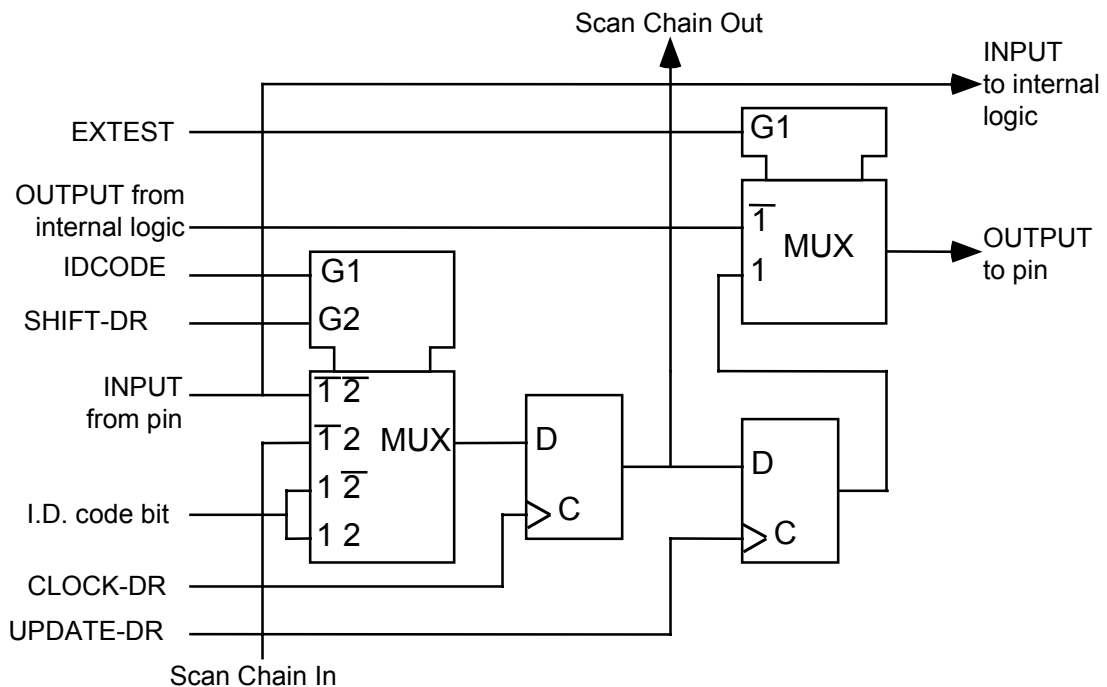 Scan Chain Out
INPUT
to internal
logic
EXTEST
G1
OUTPUT from
internal logic
1
MUX
1
OUTPUT
to pin
IDCODE
G1
SHIFT-DR
G2
INPUT
from pin
1 2
1 2
MUX
1 2
1 2
D
C
D
C
I.D. code bit
CLOCK-DR
UPDATE-DR
Scan Chain In